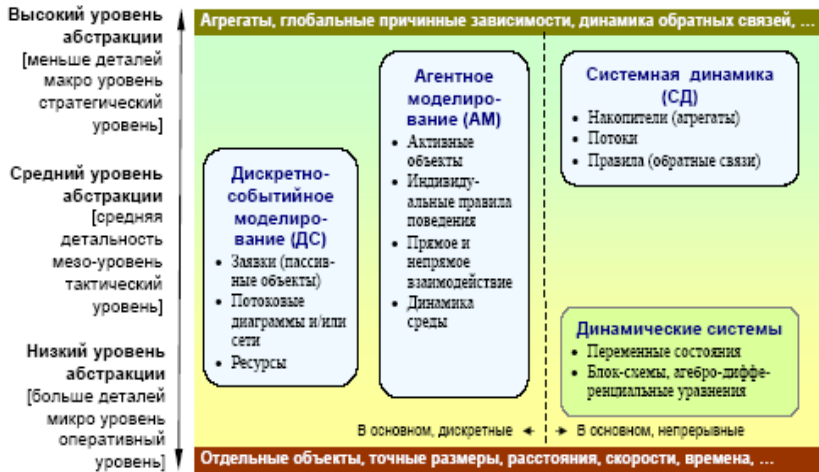 Высокий уровень
абстракции
[меньше деталей
макро уровень
стратегический
уровень]
Средний уровень
абстракции
[средняя
детальность
мезо-уровень
тактический
уровень]
Низкий уровень
абстракции
[больше деталей
микро уровень
оперативный
уровень]
Агрегаты, глобальные причинные зависимости, динамика обратных связей, ...
Дискретно-
событийное
моделиро-
вание (ДС)
• Заявки (пассив-
ные объекты)
• Потоковые
диаграммы и/или
сети
• Ресурсы
Агентное
моделиро-
вание (АМ)
• Активные
объекты
• Индивиду-
альные правила
поведения
• Прямое и
непрямое
взаимодействие
• Динамика
среды
Системная динамика
(СД)
• Накопители (агрегаты)
• Потоки
• Правила (обратные связи)
Динамические системы
• Переменные состояния
• Блок-схемы, агебро-диффе-
ренциальные уравнения
В основном, дискретные
В основном, непрерывные
Отдельные объекты, точные размеры, расстояния, скорости, времена, ...